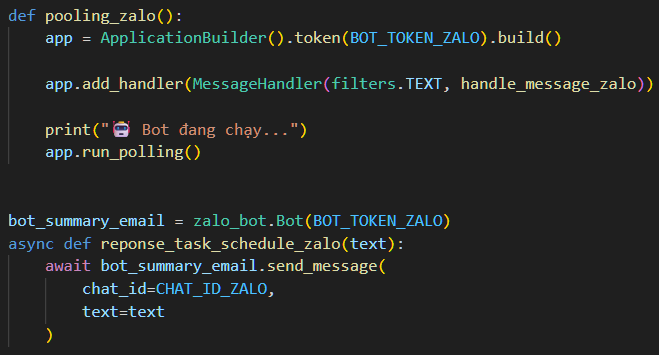 def pooling_zalo():
    app = ApplicationBuilder().token(BOT_TOKEN_ZALO).build()
    app.add_handler(MessageHandler(filters.TEXT, handle_message_zalo))
    print("🤖 Bot đang chạy...")
    app.run_polling()
bot_summary_email = zalo_bot.Bot(BOT_TOKEN_ZALO)
async def reponse_task_schedule_zalo(text):
    await bot_summary_email.send_message(
        chat_id=CHAT_ID_ZALO,
        text=text
    )